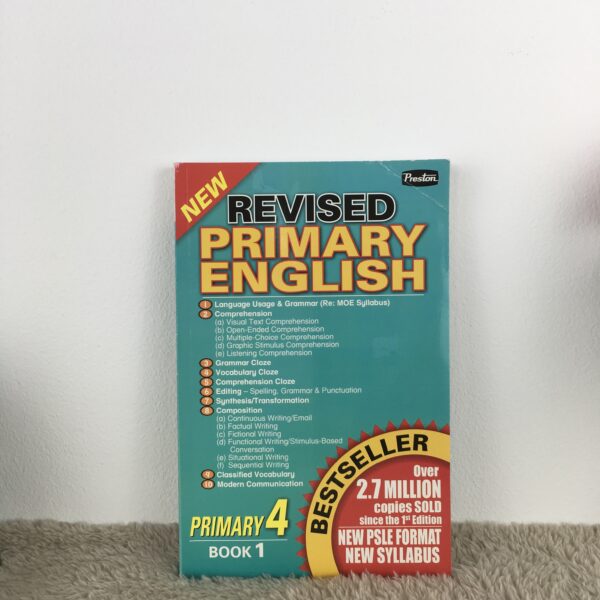 Preston
NEW
REVISED
PRIMARY
ENGLISH
1 Language Usage & Grammar (Re: MOE Syllabus)
2 Comprehension
(a) Visual Text Comprehension
(b) Open-Ended Comprehension
(c) Multiple-Choice Comprehension
(d) Graphic Stimulus Comprehension
(e) Listening Comprehension
3 Grammar Cloze
4 Vocabulary Cloze
5 Comprehension Cloze
6 Editing – Spelling, Grammar & Punctuation
7 Synthesis/Transformation
8 Composition
(a) Continuous Writing/Email
(b) Factual Writing
(c) Fictional Writing
(d) Functional Writing/Stimulus-Based
Conversation
(e) Situational Writing
(f) Sequential Writing
9 Classified Vocabulary
10 Modern Communication
PRIMARY 4
BOOK 1
BESTSELLER
Over
2.7 MILLION
copies SOLD
since the 1st Edition
NEW PSLE FORMAT
NEW SYLLABUS